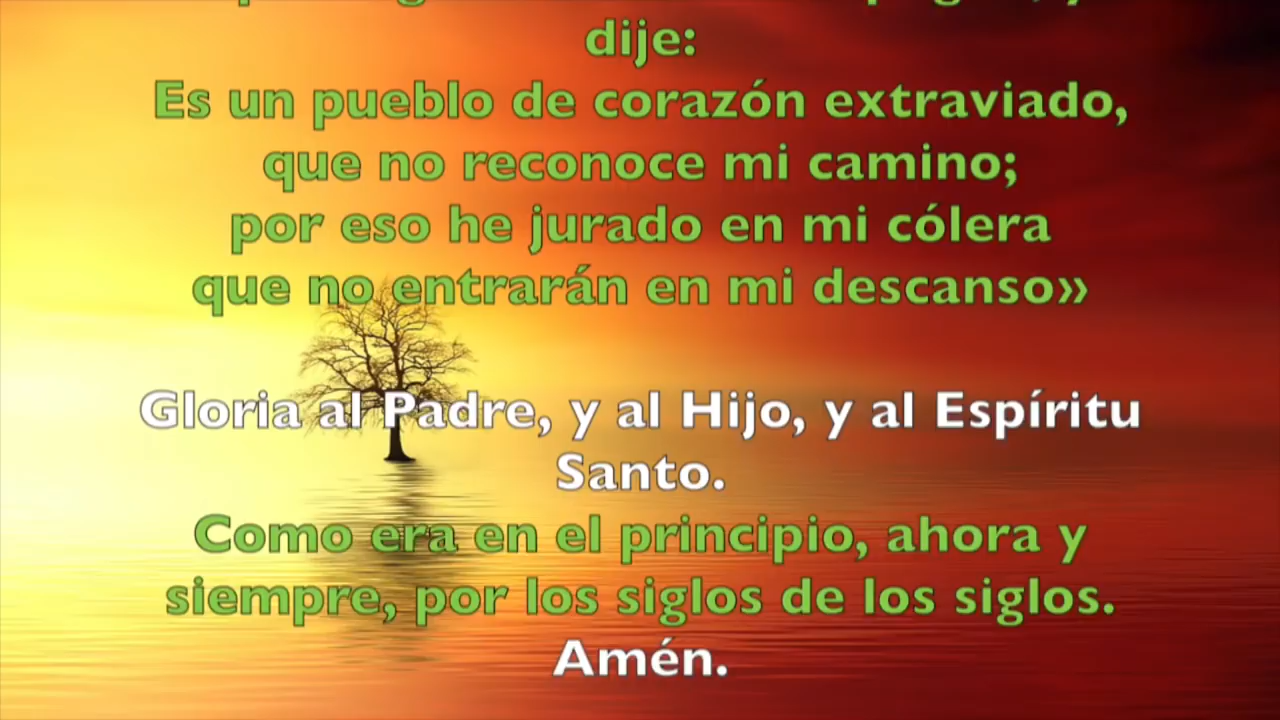 dije:
Es un pueblo de corazón extraviado,
que no reconoce mi camino;
por eso he jurado en mi cólera
que no entrarán en mi descanso»
Gloria al Padre, y al Hijo, y al Espíritu
Santo.
Como era en el principio, ahora y
siempre, por los siglos de los siglos.
Amén.